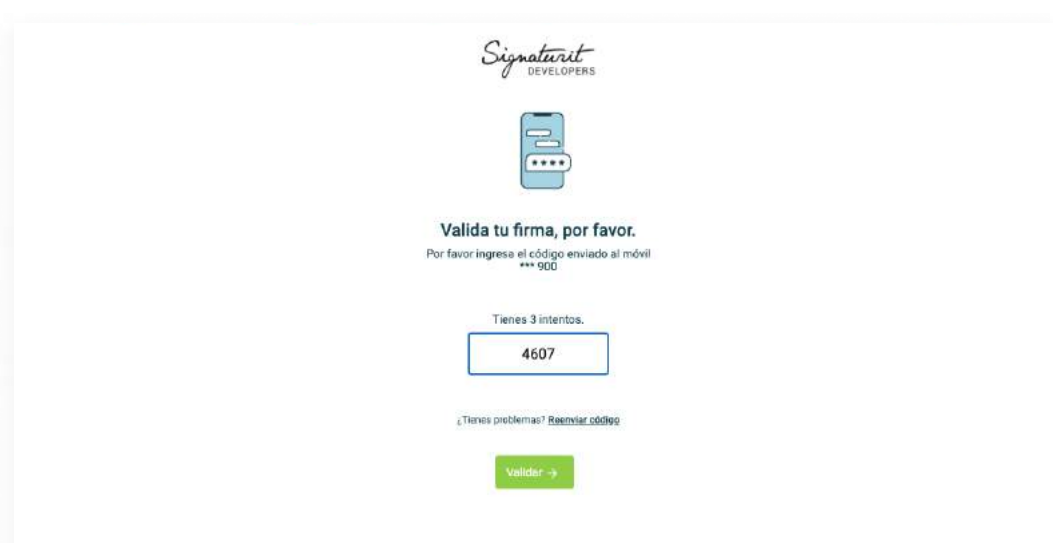 Signaturit
DEVELOPERS
****
Valida tu firma, por favor.
Por favor ingresa el código enviado al móvil
*** 900
Tienes 3 intentos.
4607
¿Tienes problemas? Reenviar código
Validar →